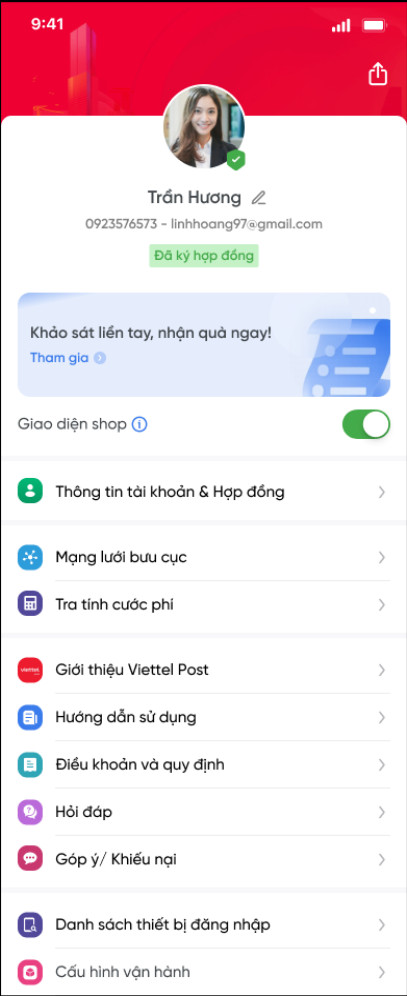 9:41
Trần Hương
0923576573 - linhhoang97@gmail.com
Đã ký hợp đồng
Khảo sát liền tay, nhận quà ngay!
Tham gia
Giao diện shop
Thông tin tài khoản & Hợp đồng
Mạng lưới bưu cục
Tra tính cước phí
viettel
Giới thiệu Viettel Post
Hướng dẫn sử dụng
Điều khoản và quy định
Hỏi đáp
Góp ý/ Khiếu nại
Danh sách thiết bị đăng nhập
Cấu hình vận hành